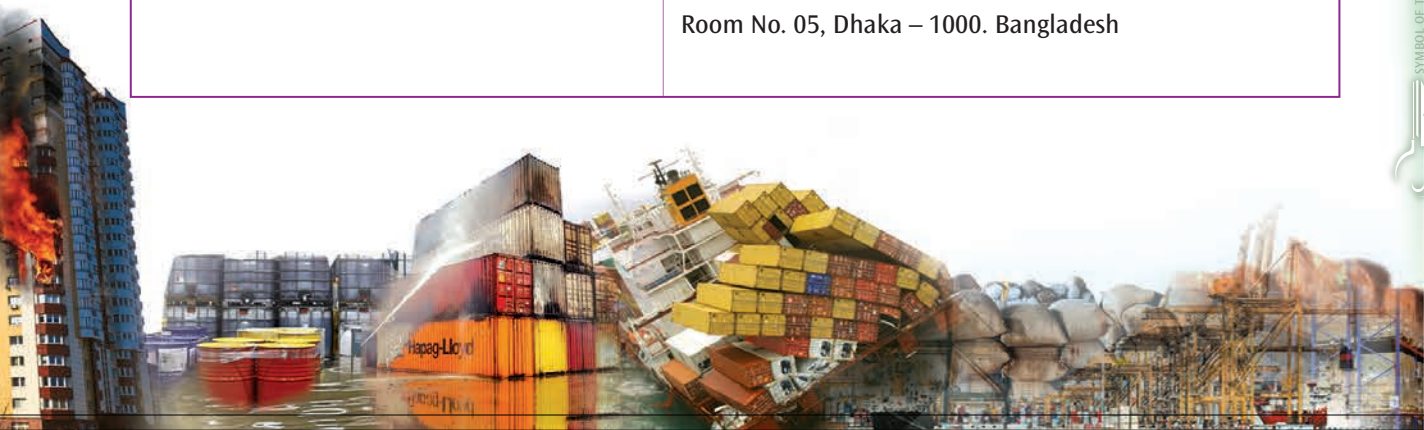 Room No. 05, Dhaka – 1000. Bangladesh
SYMBOL OF T
Hapag-Lloyd